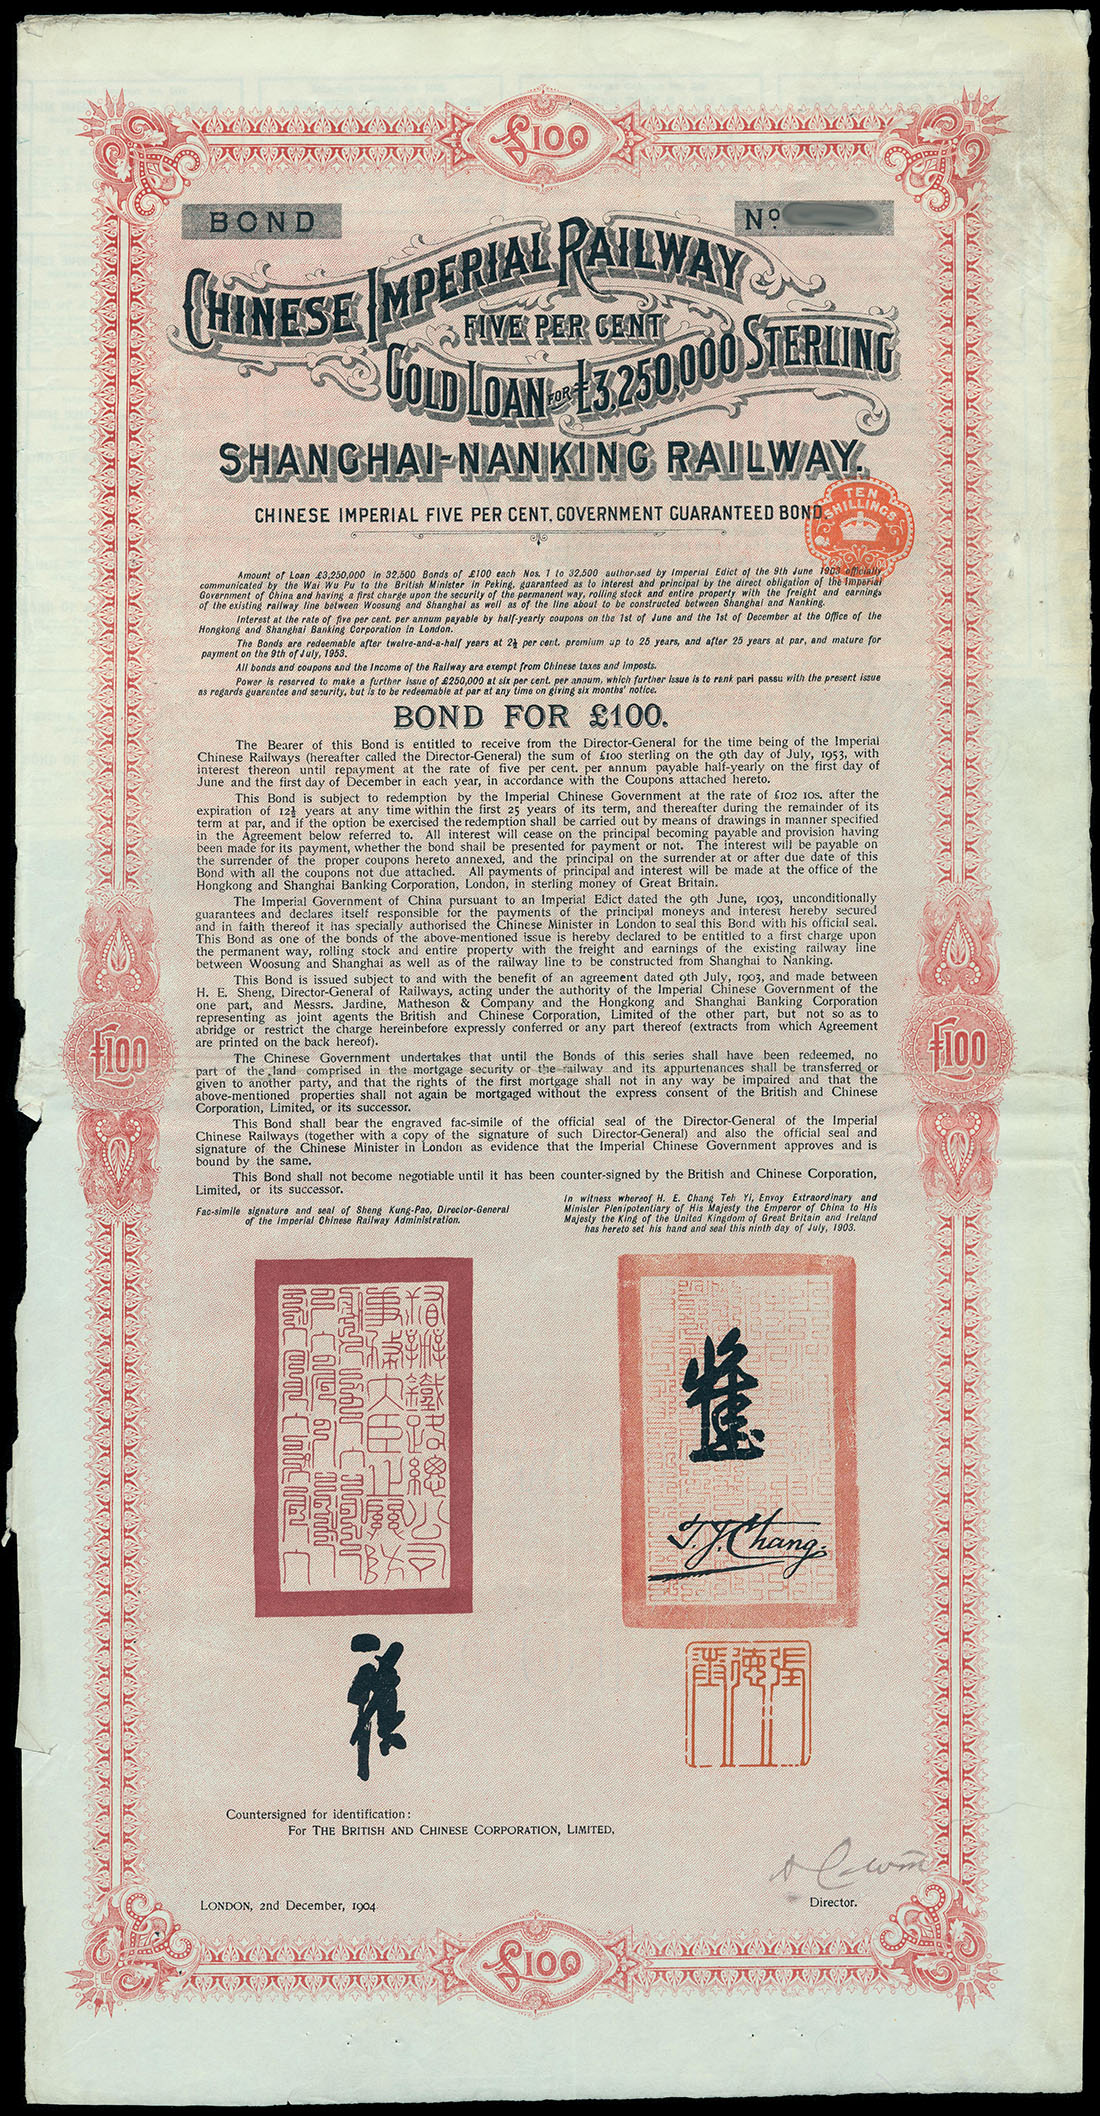 £100
BOND
No.
CHINESE IMPERIAL RAILWAY
FIVE PER CENT
GOLD LOAN FOR £3,250,000 STERLING
SHANGHAI-NANKING RAILWAY.
TEN SHILLINGS
CHINESE IMPERIAL FIVE PER CENT. GOVERNMENT GUARANTEED BOND
Amount of Loan £3,250,000 in 32,500 Bonds of £100 each Nos. 1 to 32,500 authorised by Imperial Edict of the 9th June 1903 officially
communicated by the Wai Wu Pu to the British Minister in Peking, guaranteed as to interest and principal by the direct obligation of the Imperial
Government of China and having a first charge upon the security of the permanent way, rolling stock and entire property with the freight and earnings
of the existing railway line between Woosung and Shanghai as well as of the line about to be constructed between Shanghai and Nanking.
Interest at the rate of five per cent. per annum payable by half-yearly coupons on the 1st of June and the 1st of December at the Office of the
Hongkong and Shanghai Banking Corporation in London.
The Bonds are redeemable after twelve-and-a-half years at 2½ per cent. premium up to 25 years, and after 25 years at par, and mature for
payment on the 9th of July, 1953.
All bonds and coupons and the Income of the Railway are exempt from Chinese taxes and imposts.
Power is reserved to make a further issue of £250,000 at six per cent. per annum, which further issue is to rank pari passu with the present issue
as regards guarantee and security, but is to be redeemable at par at any time on giving six months' notice.
BOND FOR £100.
The Bearer of this Bond is entitled to receive from the Director-General for the time being of the Imperial
Chinese Railways (hereafter called the Director-General) the sum of £100 sterling on the 9th day of July, 1953, with
interest thereon until repayment at the rate of five per cent. per annum payable half-yearly on the first day of
June and the first day of December in each year, in accordance with the Coupons attached hereto.
This Bond is subject to redemption by the Imperial Chinese Government at the rate of £102 10s. after the
expiration of 12½ years at any time within the first 25 years of its term, and thereafter during the remainder of its
term at par, and if the option be exercised the redemption shall be carried out by means of drawings in manner specified
in the Agreement below referred to. All interest will cease on the principal becoming payable and provision having
been made for its payment, whether the bond shall be presented for payment or not. The interest will be payable on
the surrender of the proper coupons hereto annexed, and the principal on the surrender at or after due date of this
Bond with all the coupons not due attached. All payments of principal and interest will be made at the office of the
Hongkong and Shanghai Banking Corporation, London, in sterling money of Great Britain.
The Imperial Government of China pursuant to an Imperial Edict dated the 9th June, 1903, unconditionally
guarantees and declares itself responsible for the payments of the principal moneys and interest hereby secured
and in faith thereof it has specially authorised the Chinese Minister in London to seal this Bond with his official seal.
This Bond as one of the bonds of the above-mentioned issue is hereby declared to be entitled to a first charge upon
the permanent way, rolling stock and entire property with the freight and earnings of the existing railway line
between Woosung and Shanghai as well as of the railway line to be constructed from Shanghai to Nanking.
This Bond is issued subject to and with the benefit of an agreement dated 9th July, 1903, and made between
H. E. Sheng, Director-General of Railways, acting under the authority of the Imperial Chinese Government of the
one part, and Messrs. Jardine, Matheson & Company and the Hongkong and Shanghai Banking Corporation
representing as joint agents the British and Chinese Corporation, Limited of the other part, but not so as to
abridge or restrict the charge hereinbefore expressly conferred or any part thereof (extracts from which Agreement
are printed on the back hereof).
The Chinese Government undertakes that until the Bonds of this series shall have been redeemed, no
part of the land comprised in the mortgage security or the railway and its appurtenances shall be transferred or
given to another party, and that the rights of the first mortgage shall not in any way be impaired and that the
above-mentioned properties shall not again be mortgaged without the express consent of the British and Chinese
Corporation, Limited, or its successor.
This Bond shall bear the engraved fac-simile of the official seal of the Director-General of the Imperial
Chinese Railways (together with a copy of the signature of such Director-General) and also the official seal and
signature of the Chinese Minister in London as evidence that the Imperial Chinese Government approves and is
bound by the same.
This Bond shall not become negotiable until it has been counter-signed by the British and Chinese Corporation,
Limited, or its successor.
£100
£100
Fac-simile signature and seal of Sheng Kung-Pao, Director-General
of the Imperial Chinese Railway Administration.
In witness whereof H. E. Chang Teh Yi, Envoy Extraordinary and
Minister Plenipotentiary of His Majesty the Emperor of China to His
Majesty the King of the United Kingdom of Great Britain and Ireland
has hereto set his hand and seal this ninth day of July, 1903.
督辦鐵路總公司
事務大臣之關防
T. J. Chang.
張德彝
Countersigned for identification:
For THE BRITISH AND CHINESE CORPORATION, LIMITED,
LONDON, 2nd December, 1904.
Director.
£100